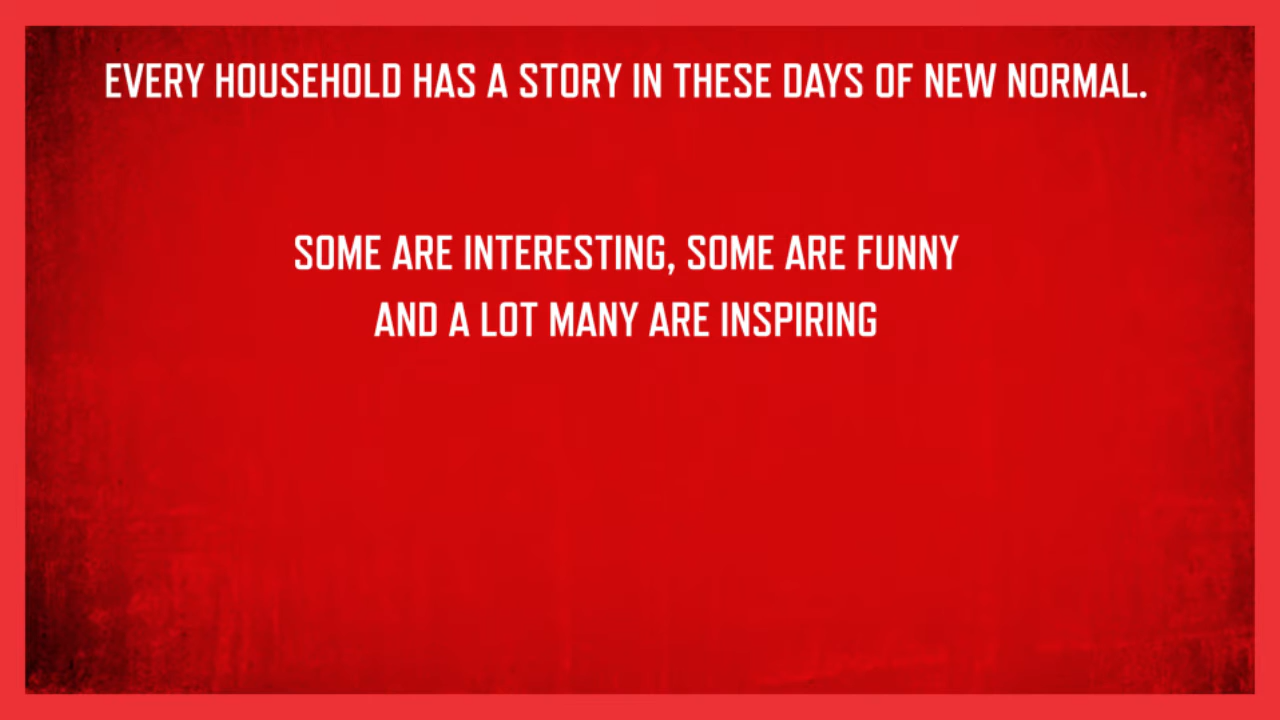 EVERY HOUSEHOLD HAS A STORY IN THESE DAYS OF NEW NORMAL.
SOME ARE INTERESTING, SOME ARE FUNNY
AND A LOT MANY ARE INSPIRING